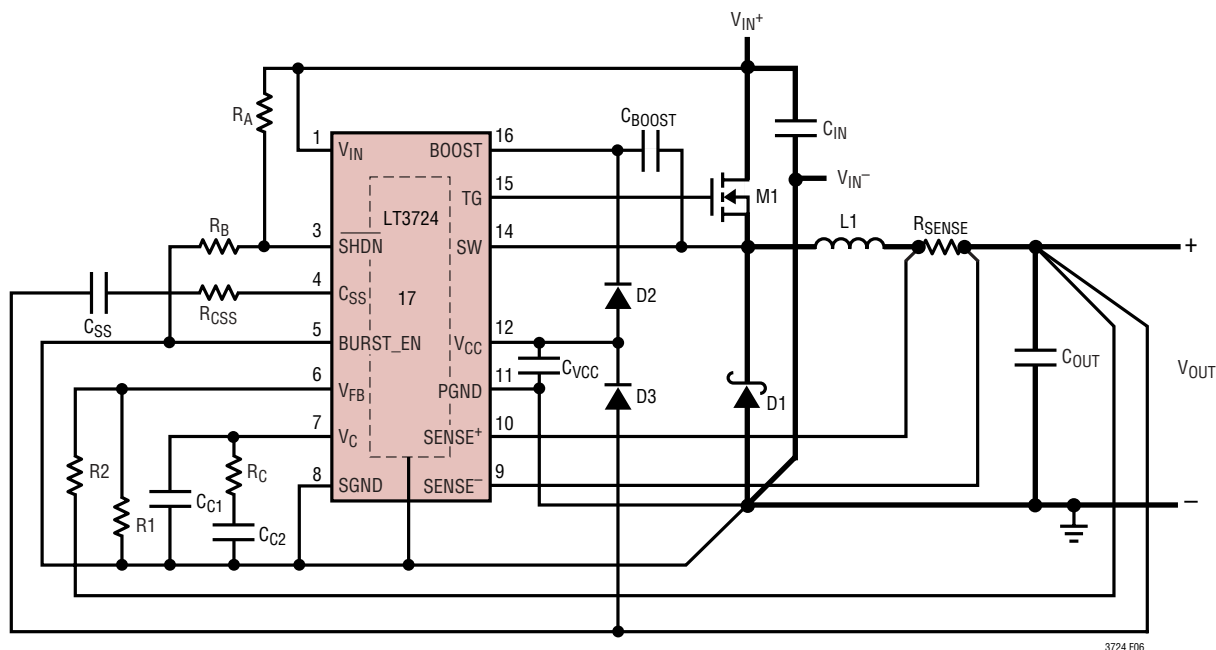 VIN+
RA
CBOOST
CIN
1
16
VIN
BOOST
15
TG
M1
VIN–
LT3724
RB
3
14
L1
RSENSE
SHDN
SW
+
4
CSS
RCSS
CSS
17
D2
5
12
BURST_EN
VCC
CVCC
COUT
VOUT
6
11
VFB
PGND
D3
D1
7
10
VC
SENSE+
R2
RC
8
9
SGND
SENSE–
–
CC1
R1
CC2
3724 F06